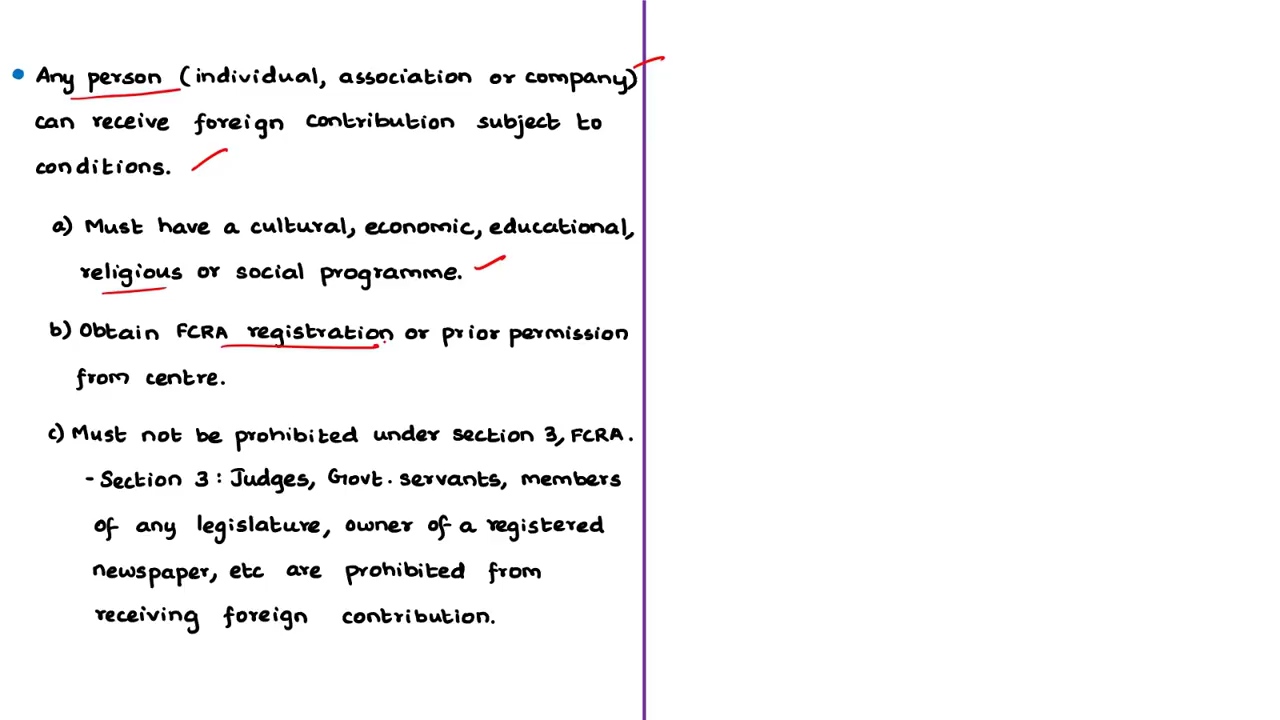 Any person (individual, association or company)
can receive foreign contribution subject to
conditions.
a) Must have a cultural, economic, educational,
religious or social programme.
b) Obtain FCRA registration or prior permission
from centre.
c) Must not be prohibited under section 3, FCRA.
- Section 3 : Judges, Govt. servants, members
of any legislature, owner of a registered
newspaper, etc are prohibited from
receiving foreign contribution.